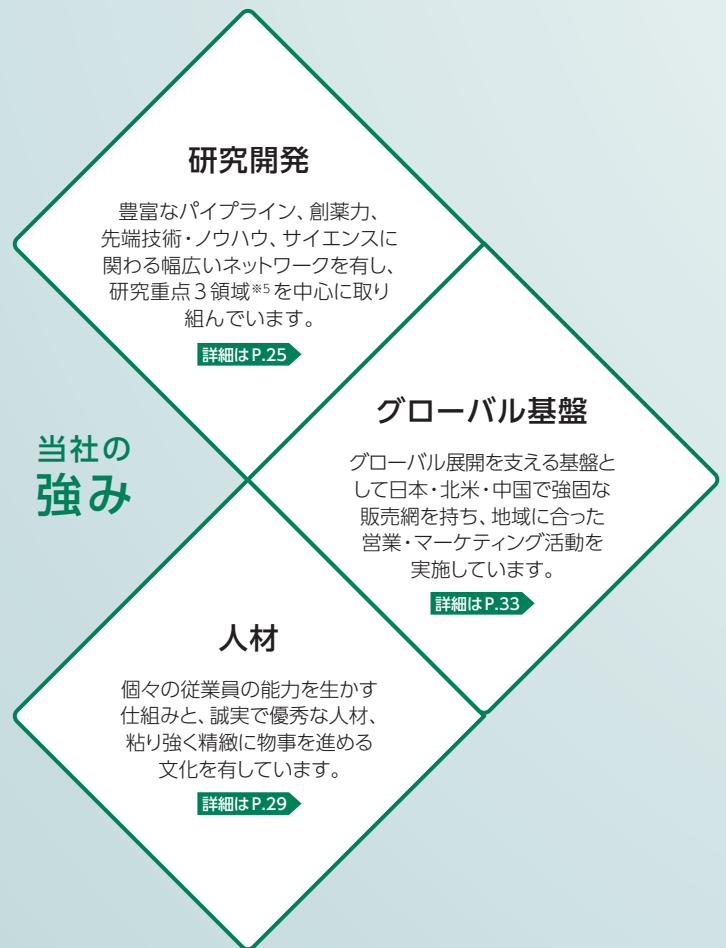 当社の
強み
研究開発
豊富なパイプライン、創薬力、
先端技術・ノウハウ、サイエンスに
関わる幅広いネットワークを有し、
研究重点3領域※5を中心に取り
組んでいます。
詳細はP.25
グローバル基盤
グローバル展開を支える基盤と
して日本・北米・中国で強固な
販売網を持ち、地域に合った
営業・マーケティング活動を
実施しています。
詳細はP.33
人材
個々の従業員の能力を生かす
仕組みと、誠実で優秀な人材、
粘り強く精緻に物事を進める
文化を有しています。
詳細はP.29